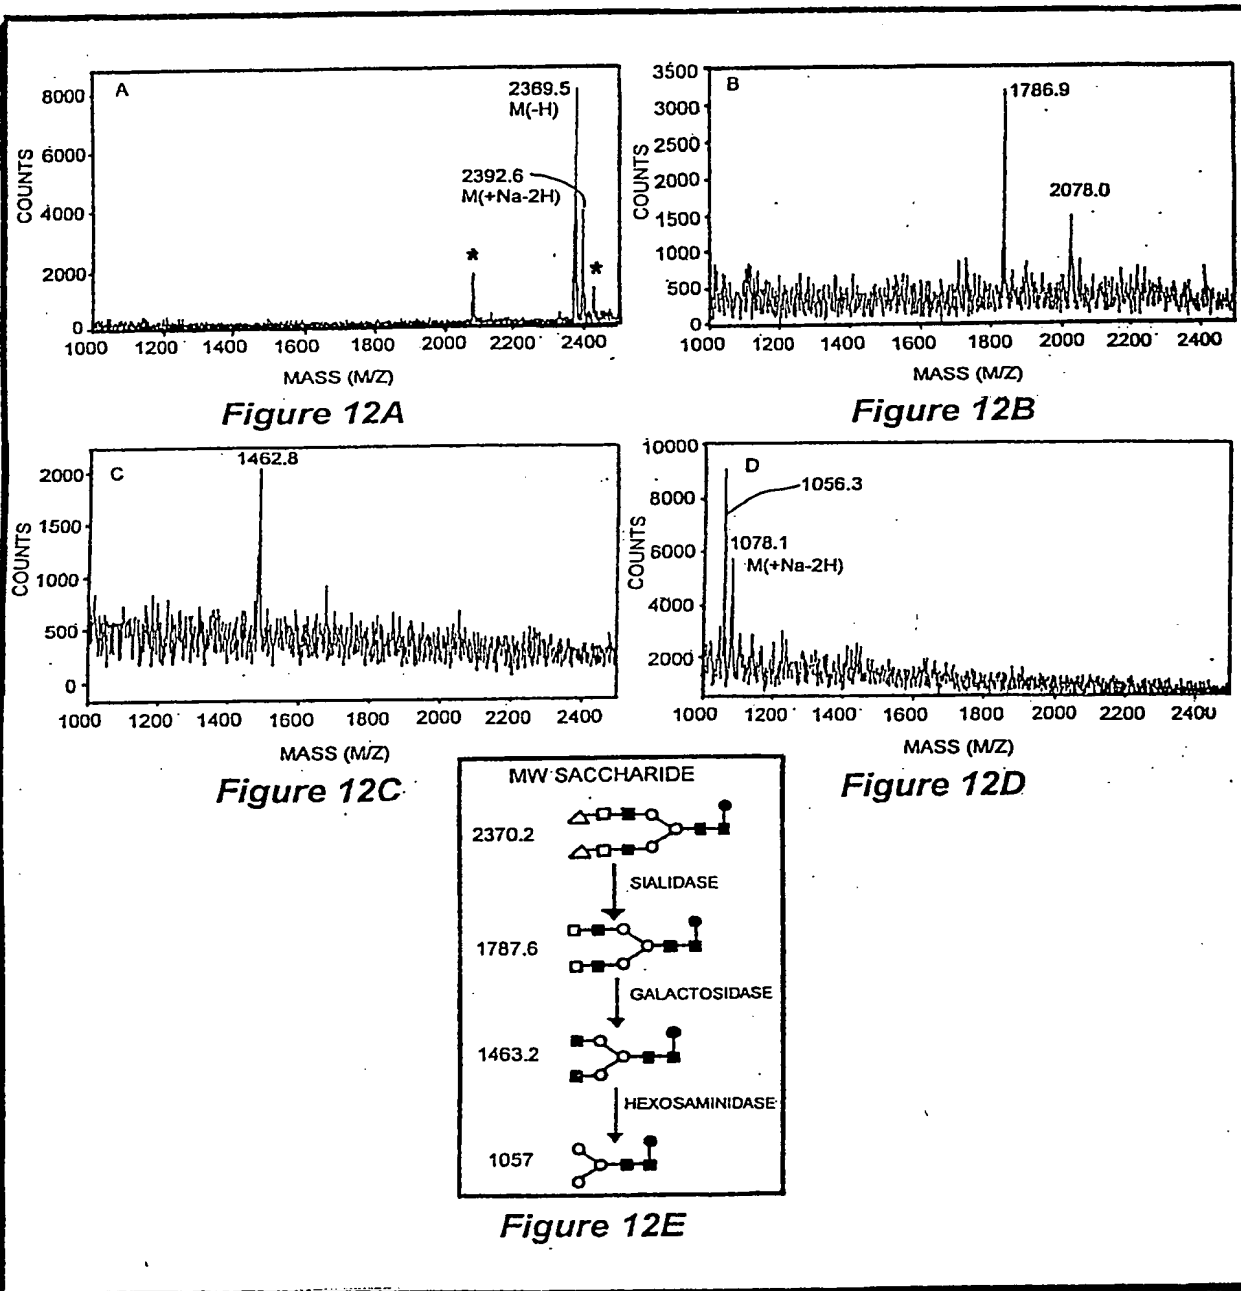 A
2369.5
M(-H)
2392.6
M(+Na-2H)
*
*
8000
6000
4000
2000
0
COUNTS
1000 1200 1400 1600 1800 2000 2200 2400
MASS (M/Z)
Figure 12A
B
1786.9
2078.0
3500
3000
2500
2000
1500
1000
500
0
COUNTS
1000 1200 1400 1600 1800 2000 2200 2400
MASS (M/Z)
Figure 12B
C
1462.8
2000
1500
1000
500
0
COUNTS
1000 1200 1400 1600 1800 2000 2200 2400
MASS (M/Z)
Figure 12C
D
1056.3
1078.1
M(+Na-2H)
10000
8000
6000
4000
2000
COUNTS
1000 1200 1400 1600 1800 2000 2200 2400
MASS (M/Z)
Figure 12D
MW SACCHARIDE
2370.2
SIALIDASE
1787.6
GALACTOSIDASE
1463.2
HEXOSAMINIDASE
1057
Figure 12E